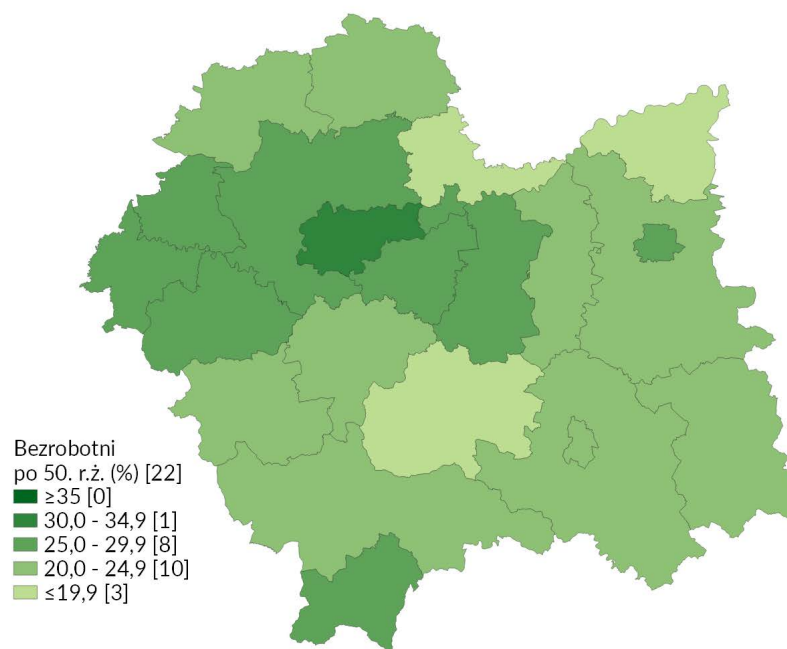 Bezrobotni
po 50. r.ż. (%) [22]
≥35 [0]
30,0 - 34,9 [1]
25,0 - 29,9 [8]
20,0 - 24,9 [10]
≤19,9 [3]